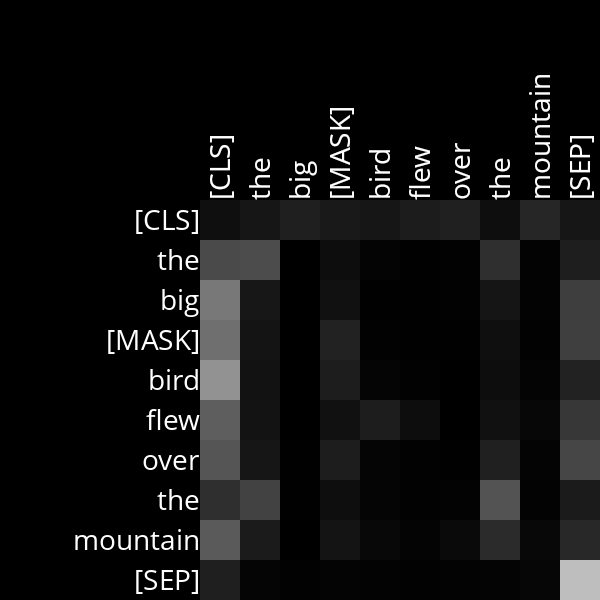 [CLS] the big [MASK] bird flew over the mountain [SEP]
[CLS]
the
big
[MASK]
bird
flew
over
the
mountain
[SEP]